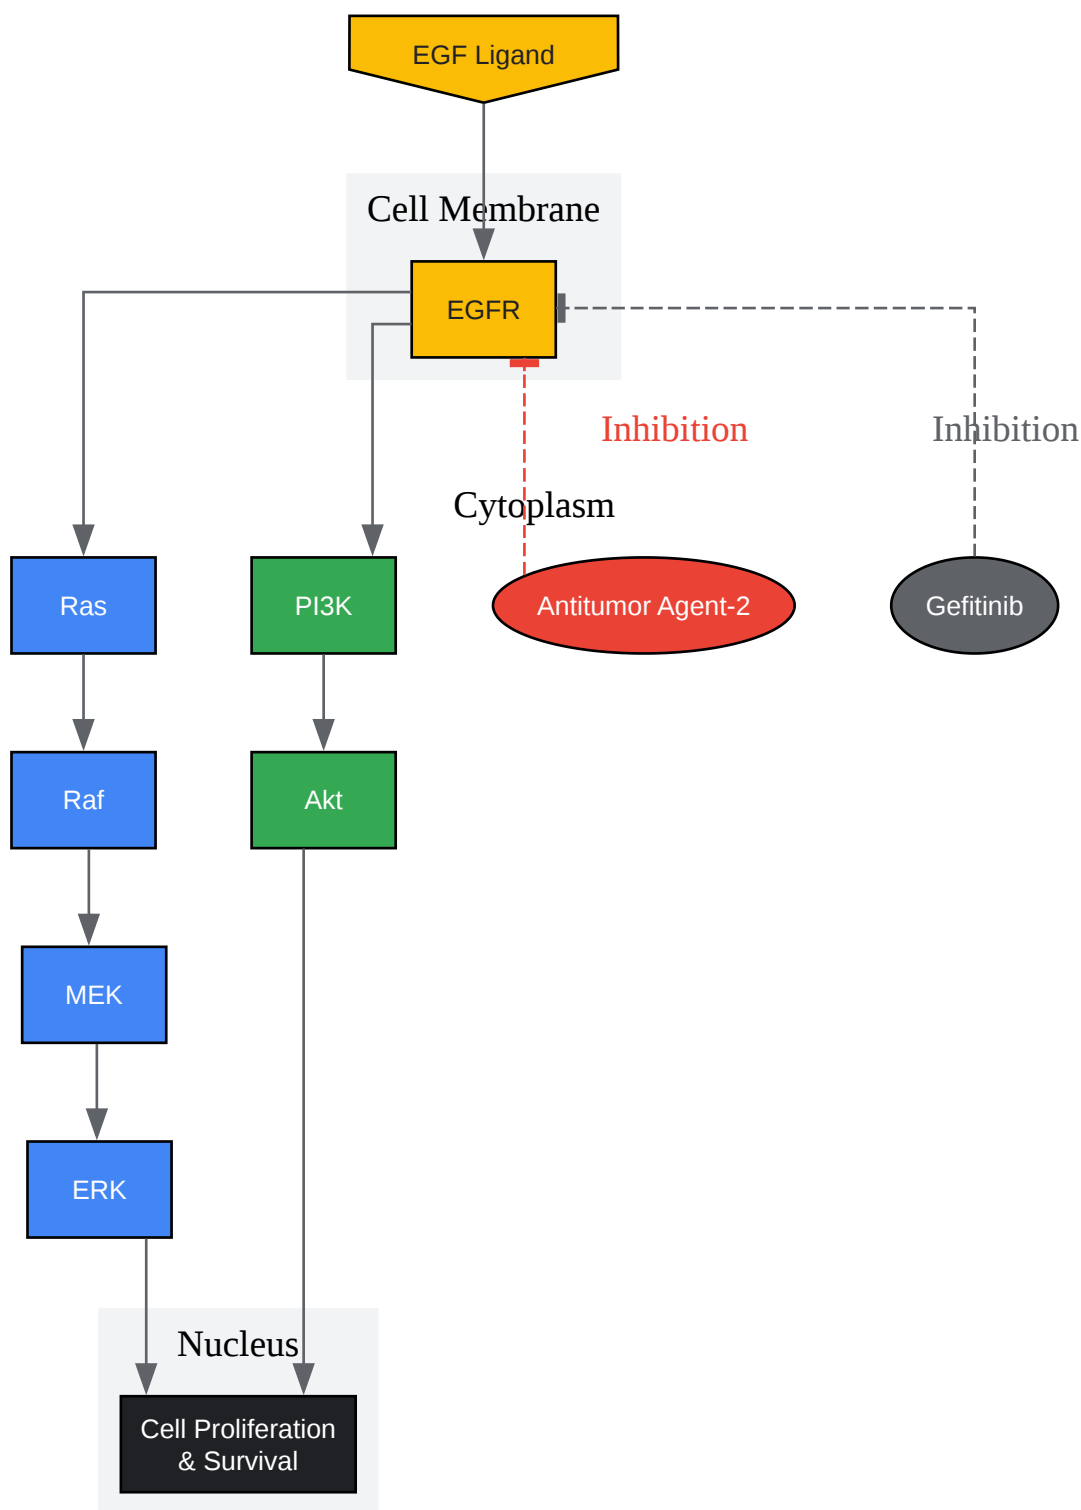 EGF Ligand
Cell Membrane
EGFR
Inhibition
Inhibition
Cytoplasm
Ras
PI3K
Antitumor Agent-2
Gefitinib
Raf
Akt
MEK
ERK
Nucleus
Cell Proliferation
& Survival